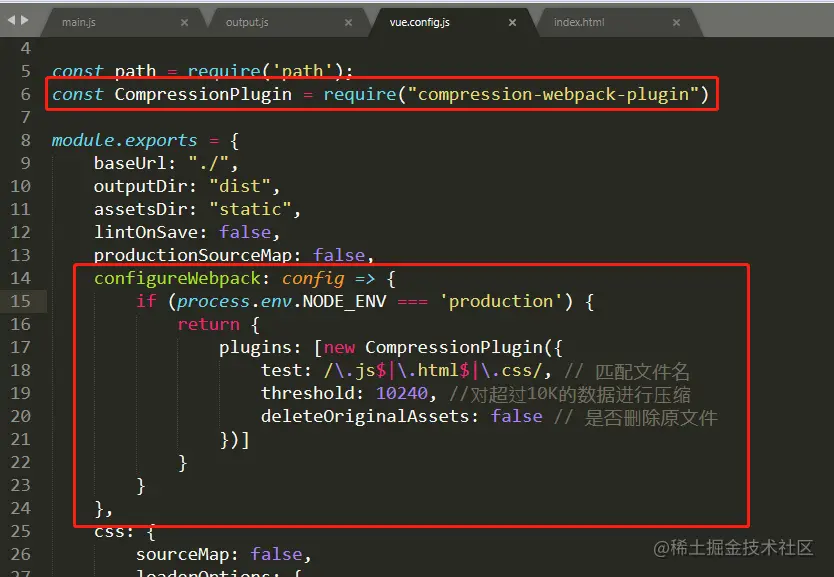 main.js × output.js × vue.config.js × index.html ×
4
5 const path = require('path');
6 const CompressionPlugin = require("compression-webpack-plugin")
7
8 module.exports = {
9 baseUrl: "./",
10 outputDir: "dist",
11 assetsDir: "static",
12 lintOnSave: false,
13 productionSourceMap: false,
14 configureWebpack: config => {
15 if (process.env.NODE_ENV === 'production') {
16 return {
17 plugins: [new CompressionPlugin({
18 test: /\.js$|\.html$|\.css/, // 匹配文件名
19 threshold: 10240, //对超过10K的数据进行压缩
20 deleteOriginalAssets: false // 是否删除原文件
21 })]
22 }
23 }
24 },
25 css: {
26 sourceMap: false,
27 loaderOptions: {
@稀土掘金技术社区